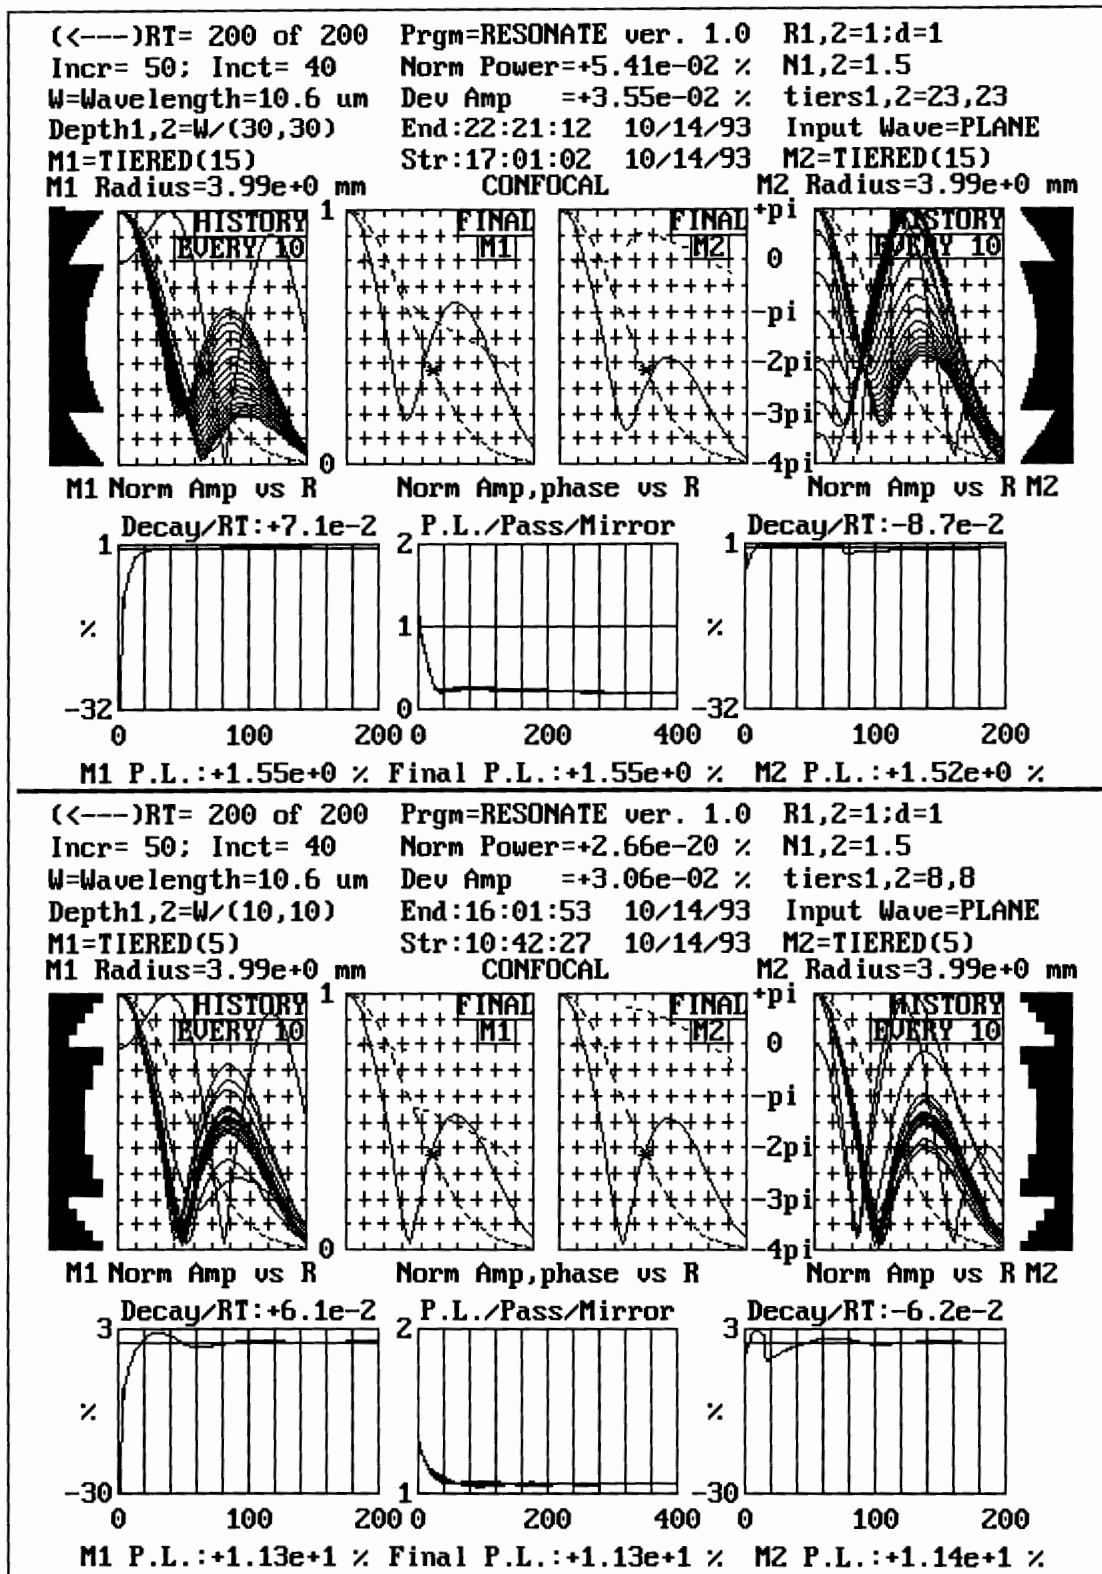 (<---)RT= 200 of 200 Prgm=RESONATE ver. 1.0 R1,2=1;d=1
Incr= 50; Inct= 40 Norm Power=+5.41e-02 % N1,2=1.5
W=Wavelength=10.6 um Dev Amp =+3.55e-02 % tiers1,2=23,23
Depth1,2=W/(30,30) End:22:21:12 10/14/93 Input Wave=PLANE
M1=TIERED(15) Str:17:01:02 10/14/93 M2=TIERED(15)
M1 Radius=3.99e+0 mm CONFOCAL M2 Radius=3.99e+0 mm
HISTORY
EVERY 10
1
0
FINAL
M1
FINAL
M2
+pi
0
-pi
-2pi
-3pi
-4pi
HISTORY
EVERY 10
M1 Norm Amp vs R Norm Amp,phase vs R Norm Amp vs R M2
Decay/RT:+7.1e-2 P.L./Pass/Mirror Decay/RT:-8.7e-2
1
%
-32
2
1
0
1
%
-32
0 100 200 0 200 400 0 100 200
M1 P.L.:+1.55e+0 % Final P.L.:+1.55e+0 % M2 P.L.:+1.52e+0 %
(<---)RT= 200 of 200 Prgm=RESONATE ver. 1.0 R1,2=1;d=1
Incr= 50; Inct= 40 Norm Power=+2.66e-20 % N1,2=1.5
W=Wavelength=10.6 um Dev Amp =+3.06e-02 % tiers1,2=8,8
Depth1,2=W/(10,10) End:16:01:53 10/14/93 Input Wave=PLANE
M1=TIERED(5) Str:10:42:27 10/14/93 M2=TIERED(5)
M1 Radius=3.99e+0 mm CONFOCAL M2 Radius=3.99e+0 mm
HISTORY
EVERY 10
1
0
FINAL
M1
FINAL
M2
+pi
0
-pi
-2pi
-3pi
-4pi
HISTORY
EVERY 10
M1 Norm Amp vs R Norm Amp,phase vs R Norm Amp vs R M2
Decay/RT:+6.1e-2 P.L./Pass/Mirror Decay/RT:-6.2e-2
3
%
-30
2
1
3
%
-30
0 100 200 0 200 400 0 100 200
M1 P.L.:+1.13e+1 % Final P.L.:+1.13e+1 % M2 P.L.:+1.14e+1 %